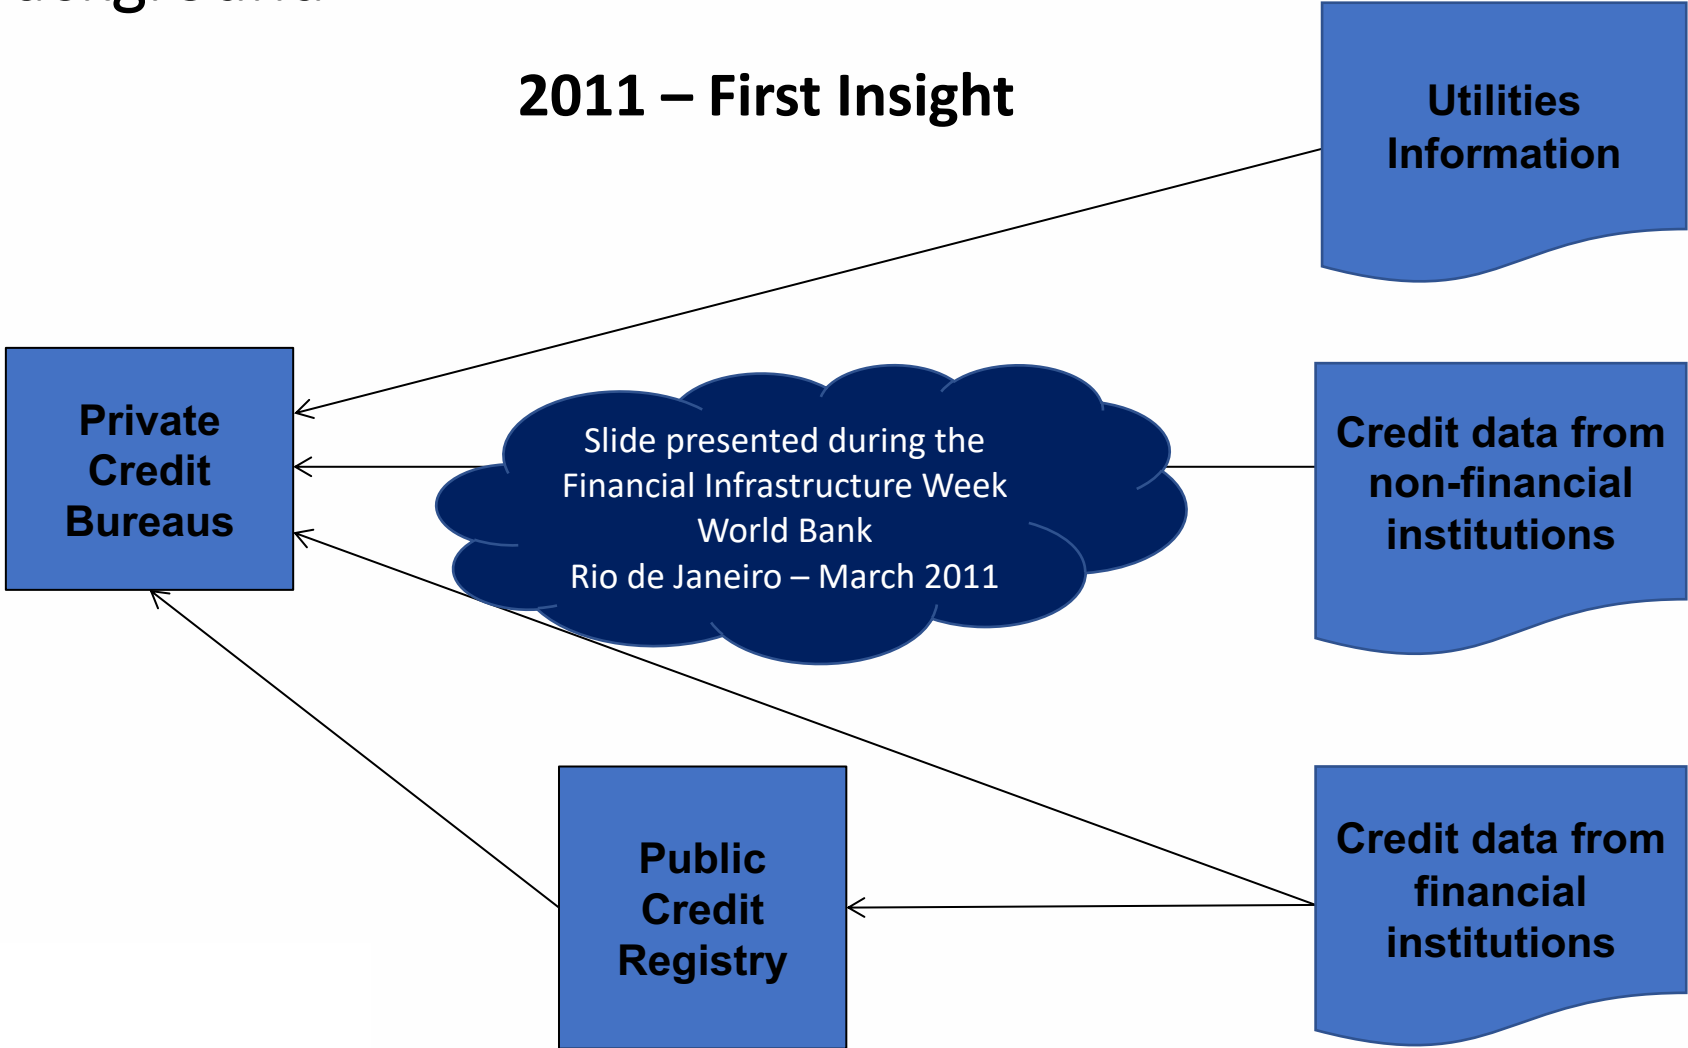 2011 – First Insight
Utilities
Information
Private
Credit
Bureaus
Slide presented during the
Financial Infrastructure Week
World Bank
Rio de Janeiro – March 2011
Credit data from
non-financial
institutions
Public
Credit
Registry
Credit data from
financial
institutions